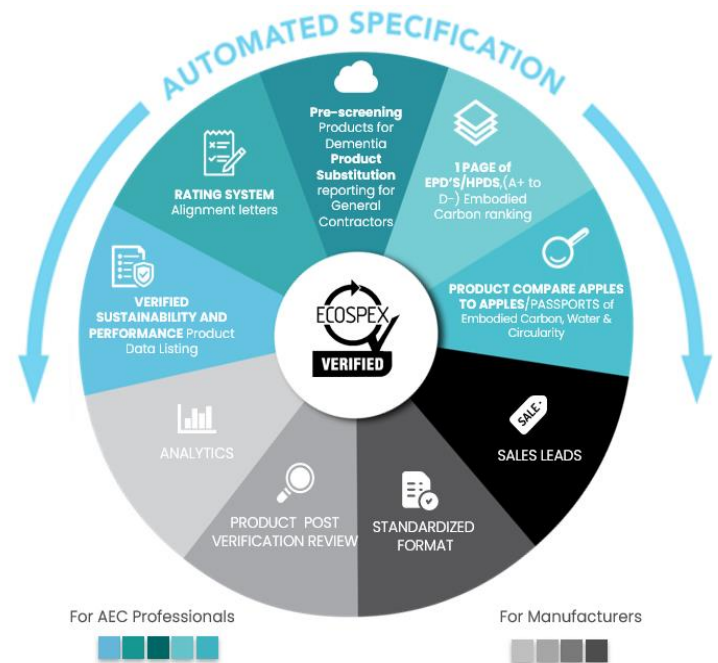 AUTOMATED SPECIFICATION
Pre-screening
Products for
Dementia
Product
Substitution
reporting for
General
Contractors
1 PAGE of
EPD'S/HPDS,(A+ to
D-) Embodied
Carbon ranking
RATING SYSTEM
Alignment letters
PRODUCT COMPARE APPLES
TO APPLES/PASSPORTS of
Embodied Carbon, Water &
Circularity
VERIFIED
SUSTAINABILITY AND
PERFORMANCE Product
Data Listing
ECOSPEX
VERIFIED
SALE
SALES LEADS
ANALYTICS
PRODUCT POST
VERIFICATION REVIEW
STANDARDIZED
FORMAT
For AEC Professionals
For Manufacturers